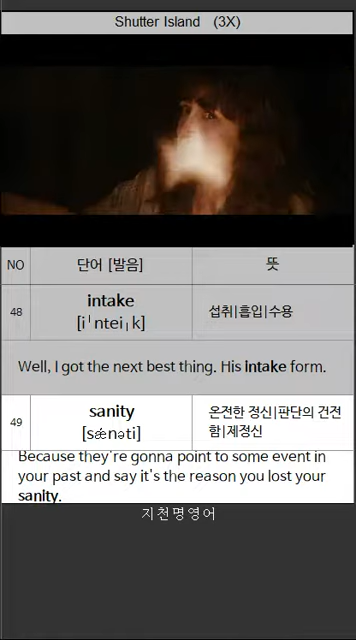 Shutter Island (3X)
NO 단어 [발음] 뜻
48 intake 섭취|흡입|수용
[iˈnteiˌk]
Well, I got the next best thing. His intake form.
49 sanity 온전한 정신|판단의 건전
[sǽnəti] 함|제정신
Because they're gonna point to some event in
your past and say it's the reason you lost your
sanity.
지천명영어